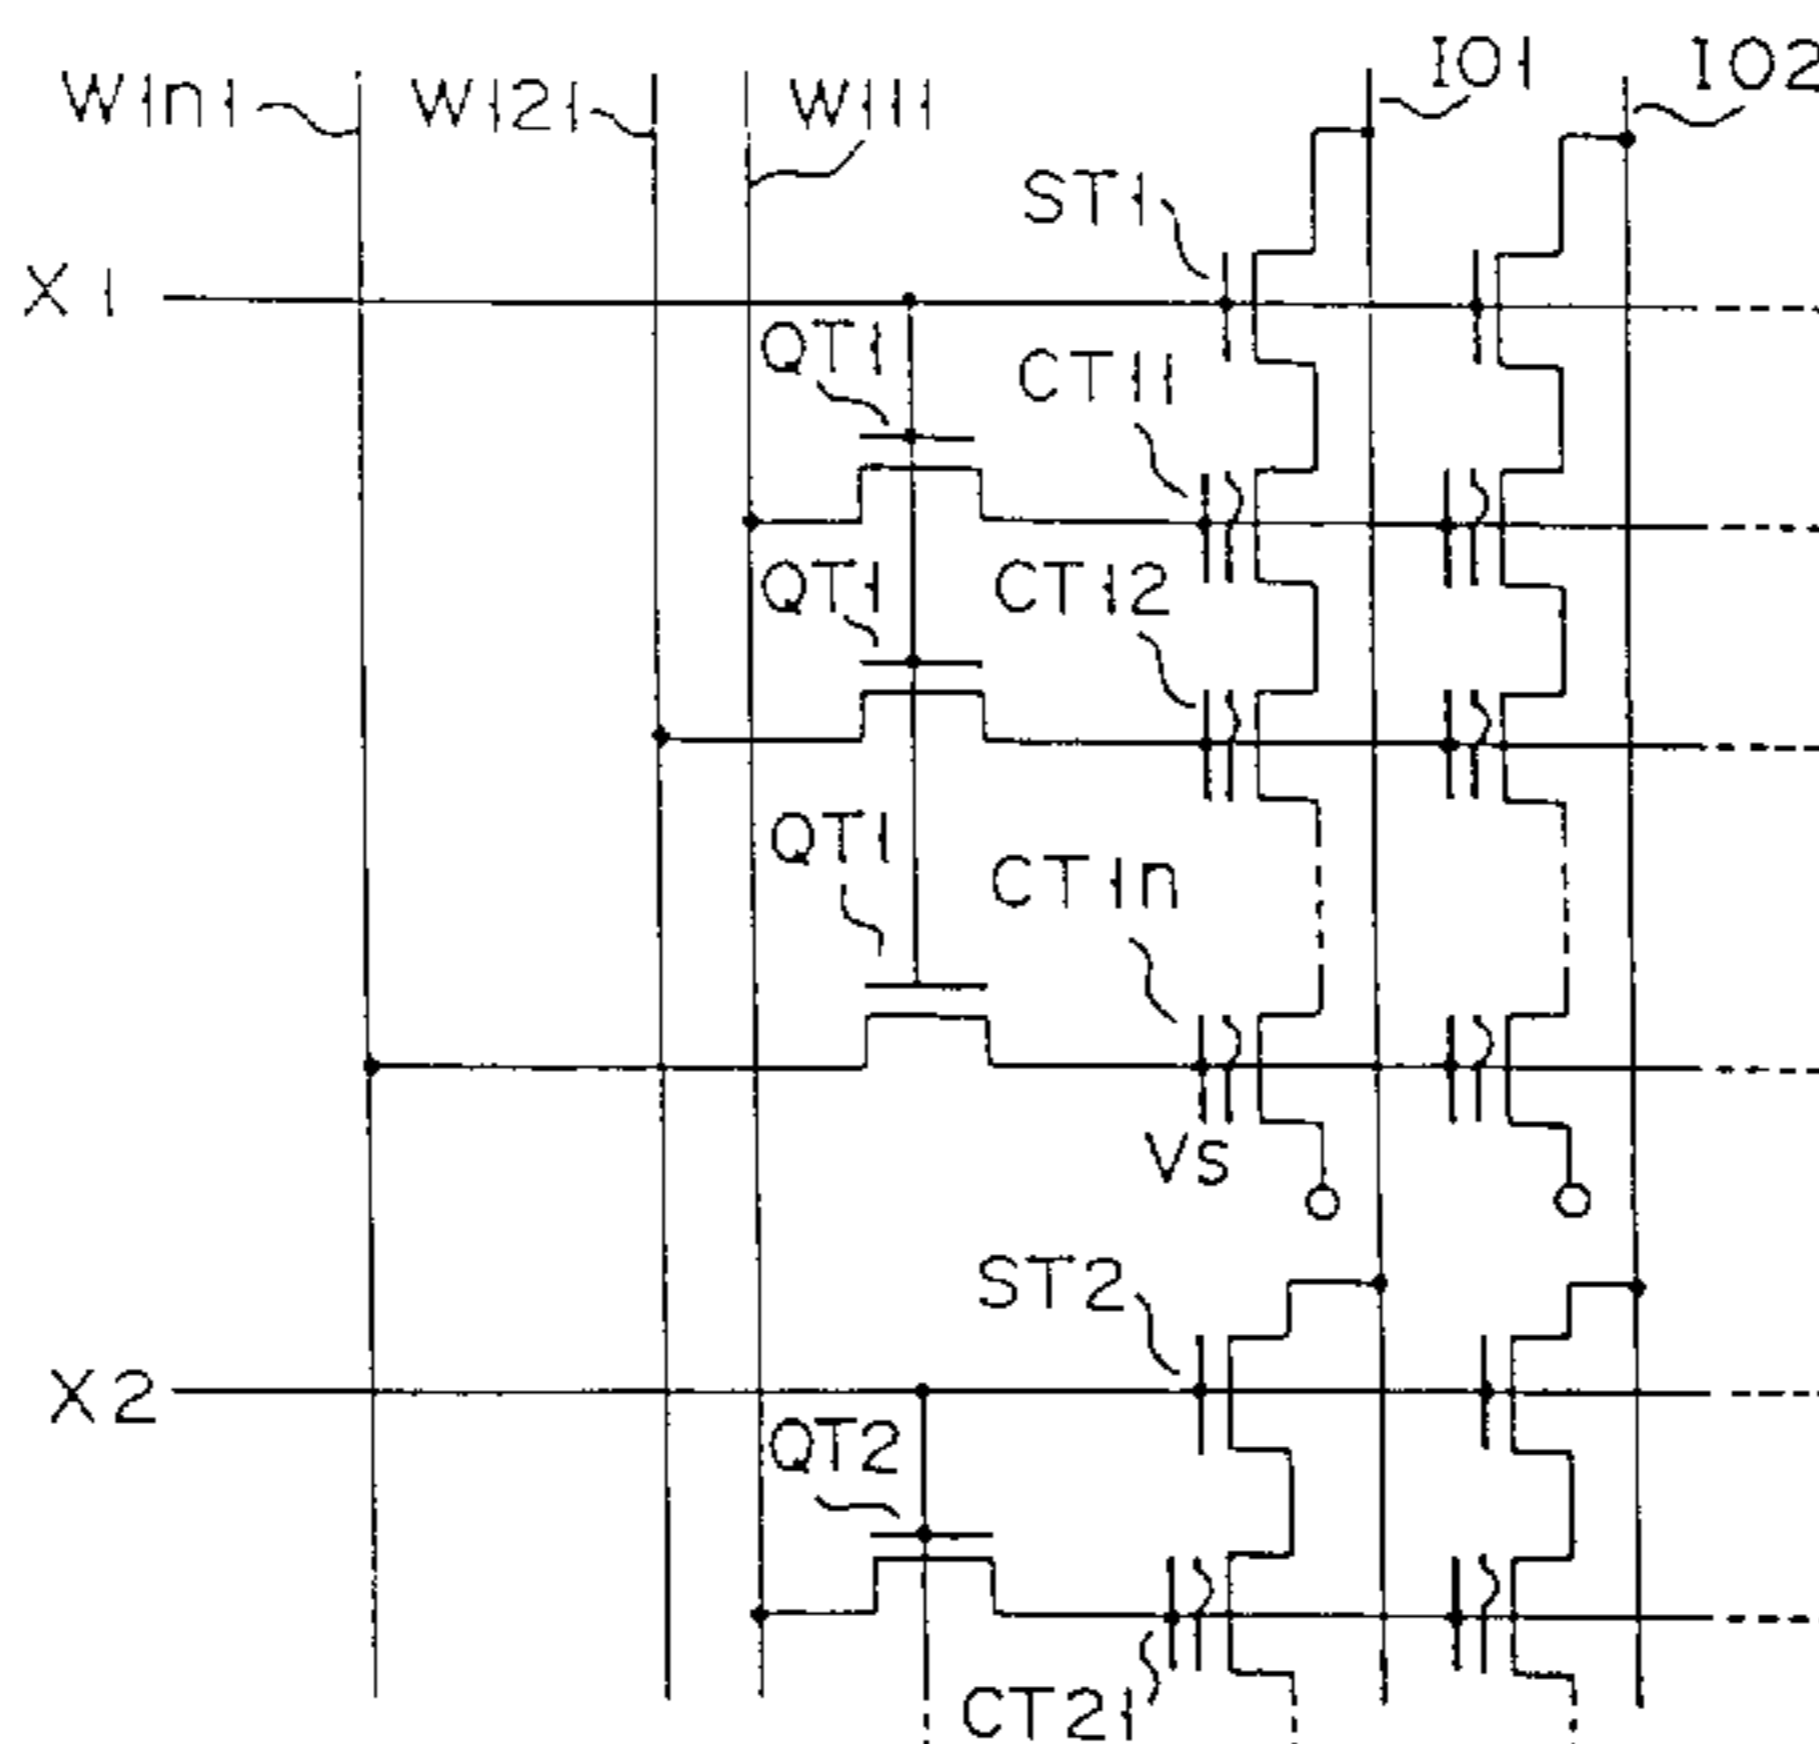 W1n1 W121 W111 IO1 IO2
ST1
X1
QT1
CT11
QT1
CT12
QT1
CT1n
VS
ST2
X2
QT2
CT21